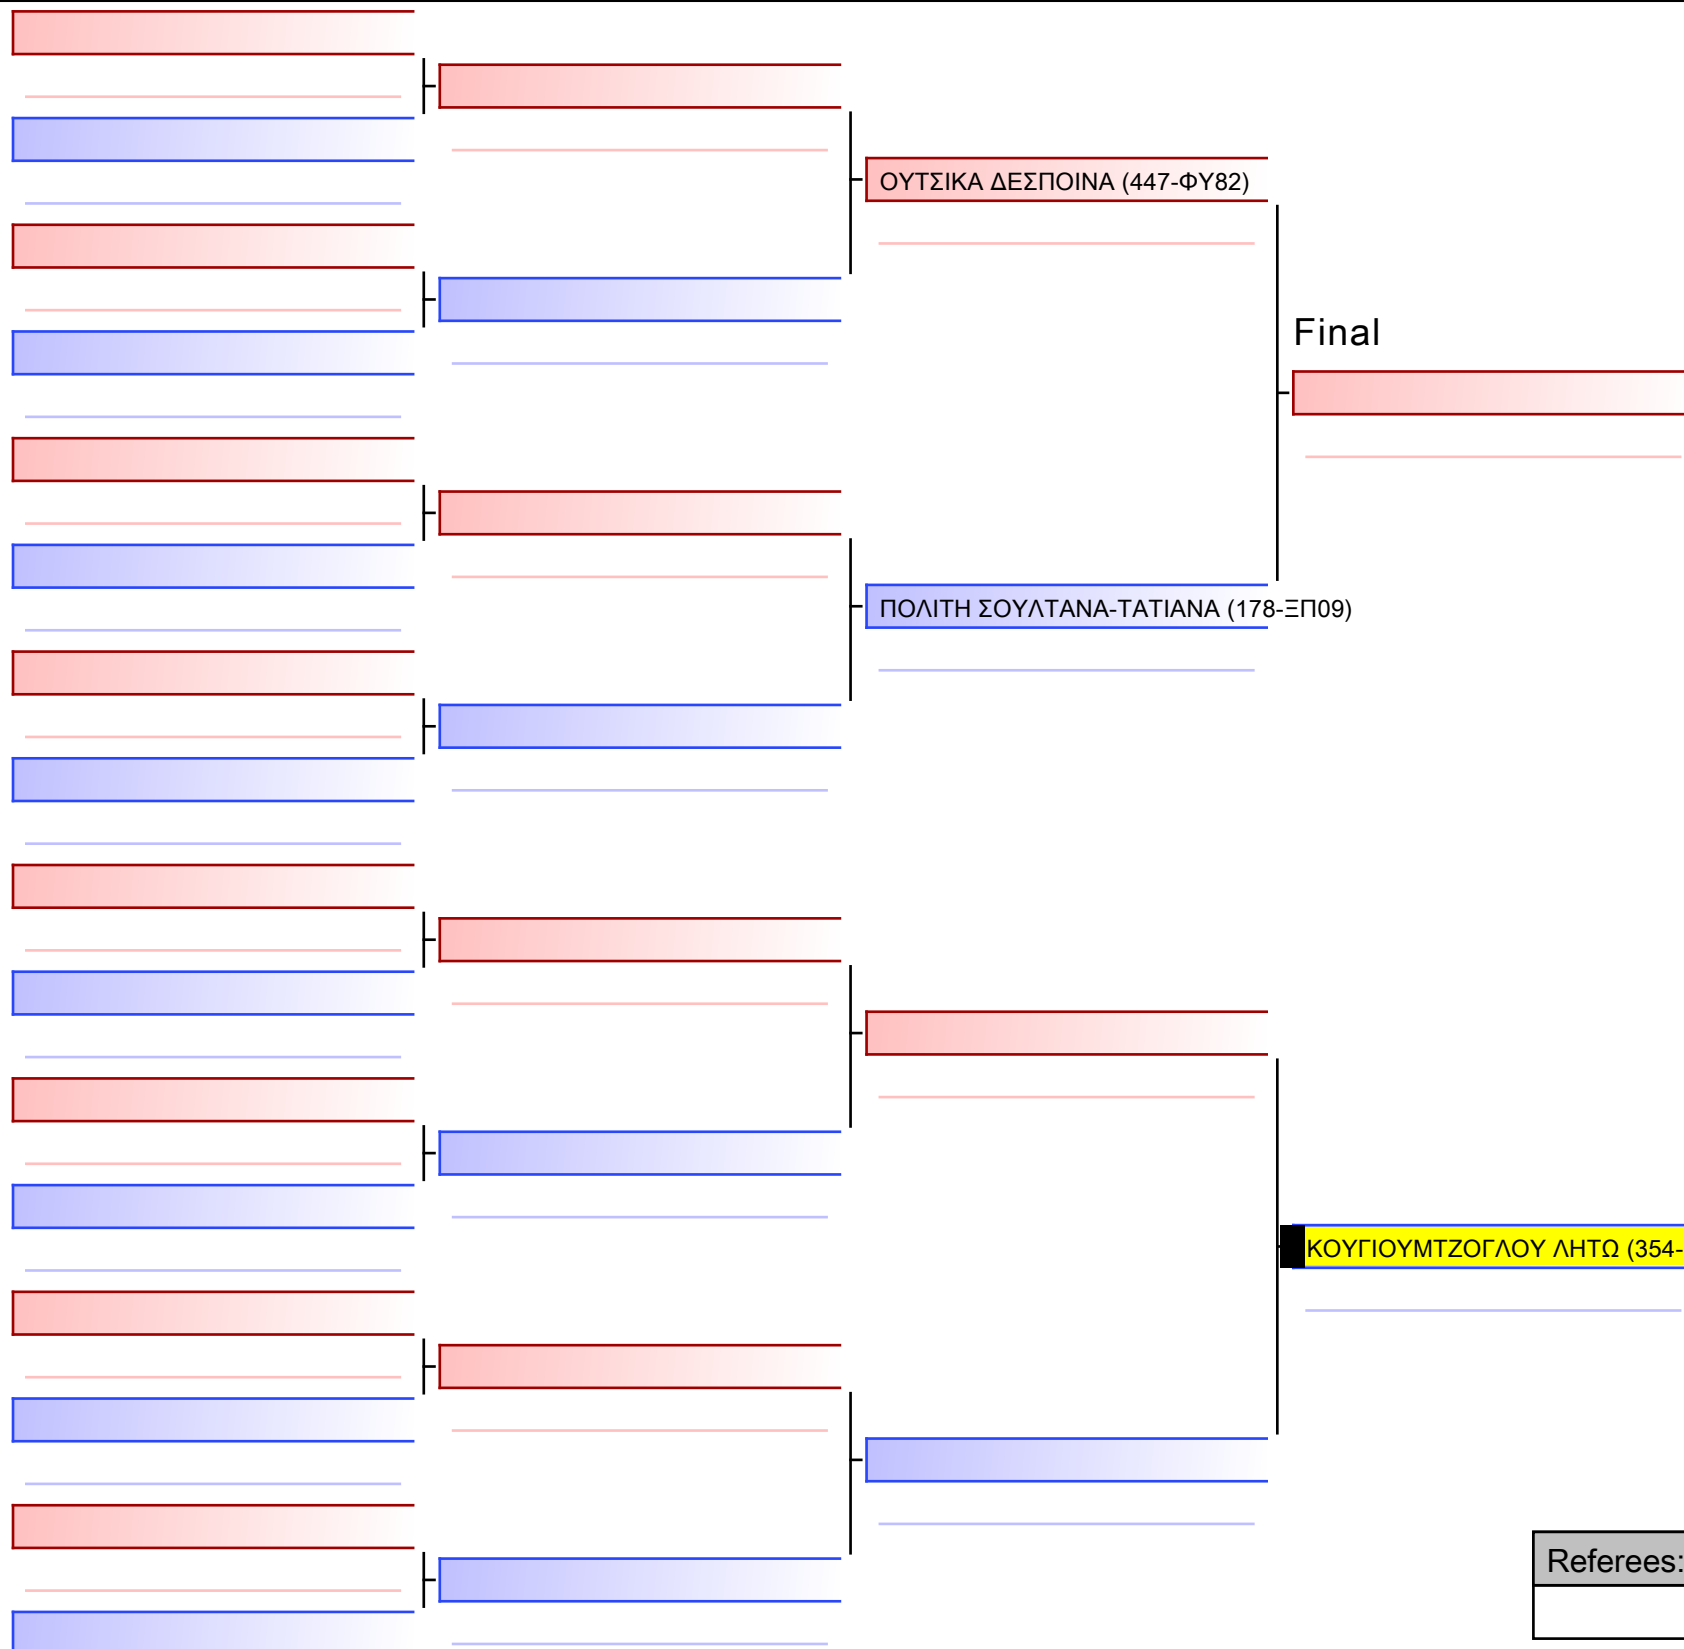 ΟΥΤΣΙΚΑ ΔΕΣΠΟΙΝΑ (447-ΦΥ82)
Final
ΠΟΛΙΤΗ ΣΟΥΛΤΑΝΑ-ΤΑΤΙΑΝΑ (178-ΞΠ09)
ΚΟΥΓΙΟΥΜΤΖΟΓΛΟΥ ΛΗΤΩ (354-
Referees: